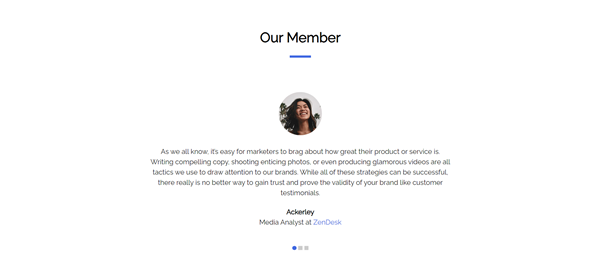 Our Member
As we all know, it's easy for marketers to brag about how great their product or service is.
Writing compelling copy, shooting enticing photos, or even producing glamorous videos are all
tactics we use to draw attention to our brands. While all of these strategies can be successful,
there really is no better way to gain trust and prove the validity of your brand like customer
testimonials.
Ackerley
Media Analyst at ZenDesk